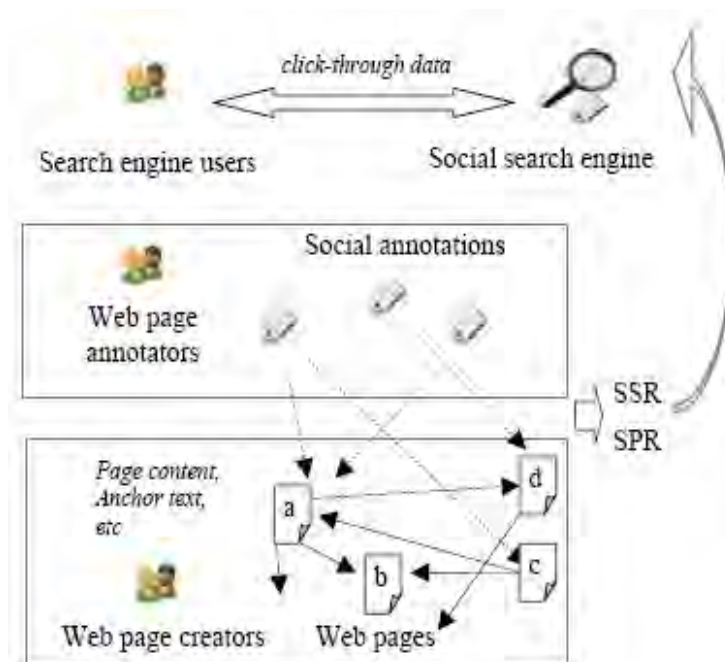 click-through data
Search engine users
Social search engine
Social annotations
Web page
annotators
SSR
SPR
Page content,
Anchor text,
etc
a
d
b
c
Web page creators
Web pages